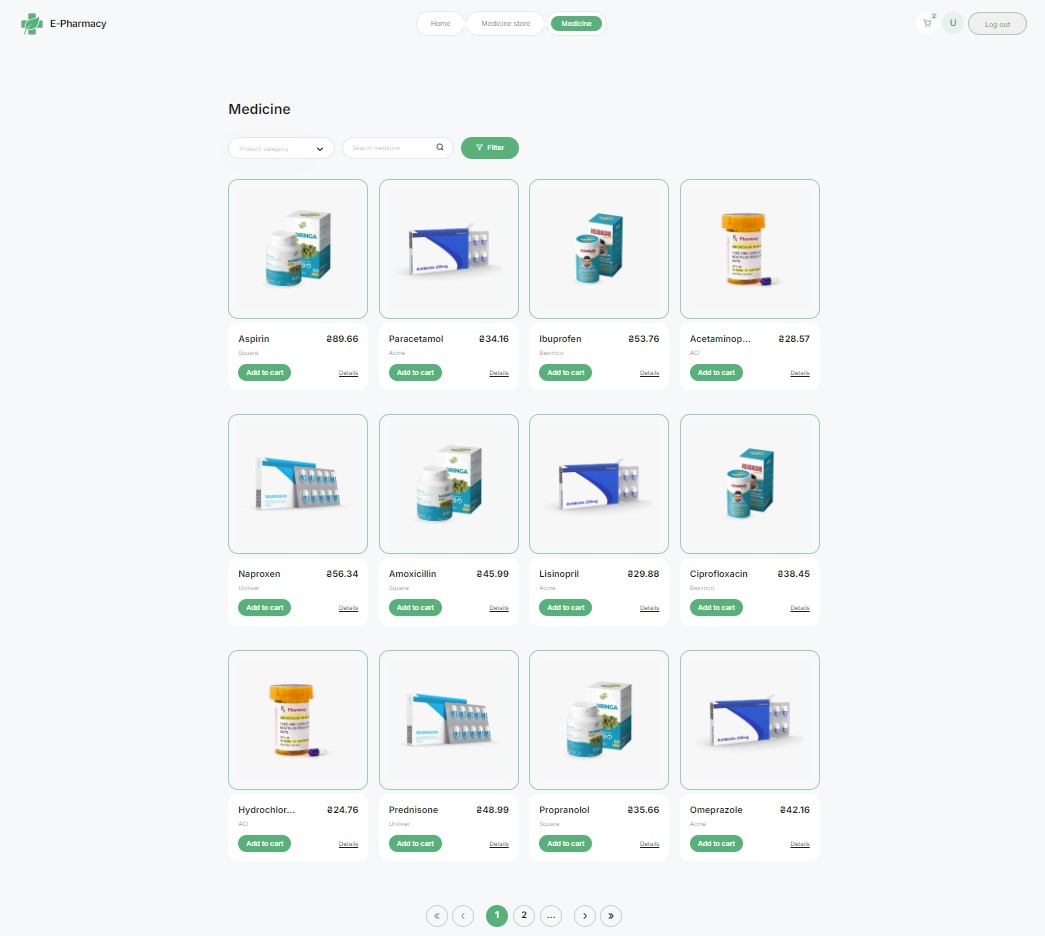 E-Pharmacy
Home
Medicine store
Medicine
2
U
Log out
Medicine
Product category
Search medicine
Filter
Aspirin ₴89.66
Square
Add to cart Details
Paracetamol ₴34.16
Acme
Add to cart Details
Ibuprofen ₴53.76
Beximco
Add to cart Details
Acetaminop... ₴28.57
ACI
Add to cart Details
Naproxen ₴56.34
Uniliver
Add to cart Details
Amoxicillin ₴45.99
Square
Add to cart Details
Lisinopril ₴29.88
Acme
Add to cart Details
Ciprofloxacin ₴38.45
Beximco
Add to cart Details
Hydrochlor... ₴24.76
ACI
Add to cart Details
Prednisone ₴48.99
Uniliver
Add to cart Details
Propranolol ₴35.66
Square
Add to cart Details
Omeprazole ₴42.16
Acme
Add to cart Details
« ‹ 1 2 ... › »